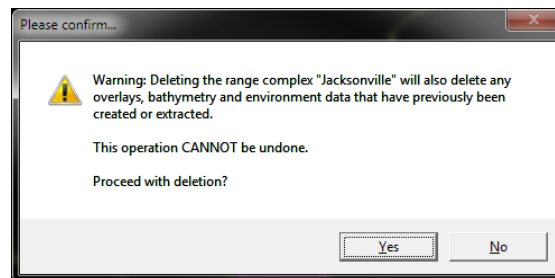 Please confirm...
Warning: Deleting the range complex "Jacksonville" will also delete any
overlays, bathymetry and environment data that have previously been
created or extracted.
This operation CANNOT be undone.
Proceed with deletion?
Yes
No